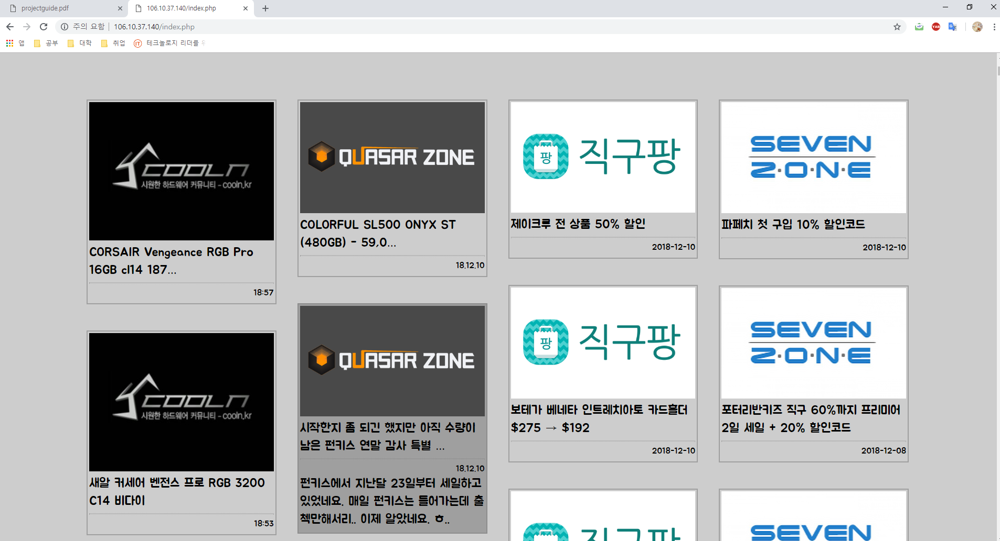 projectguide.pdf
106.10.37.140/index.php
주의 요함
106.10.37.140/index.php
앱
공부
대학
취업
테크놀로지 리더를
YAB
COOLN
시원한 하드웨어 커뮤니티 - cooln.kr
CORSAIR Vengeance RGB Pro
16GB cl14 187...
18:57
COOLN
시원한 하드웨어 커뮤니티 - cooln.kr
새알 커세어 벤전스 프로 RGB 3200
C14 비다이
18:53
QUASAR ZONE
COLORFUL SL500 ONYX ST
(480GB) - 59,0...
18.12.10
QUASAR ZONE
시작한지 좀 되긴 했지만 아직 수량이
남은 펀키스 연말 감사 특별 ...
18.12.10
펀키스에서 지난달 23일부터 세일하고
있었네요. 매일 펀키스는 들어가는데 출
첵만해서리.. 이제 알았네요. ㅎ..
팡
직구팡
제이크루 전 상품 50% 할인
2018-12-10
팡
직구팡
보테가 베네타 인트레치아토 카드홀더
$275 → $192
2018-12-10
직구팡
SEVEN
Z·O·N·E
파페치 첫 구입 10% 할인코드
2018-12-10
SEVEN
Z·O·N·E
포터리반키즈 직구 60%까지 프리미어
2일 세일 + 20% 할인코드
2018-12-08
SEVEN